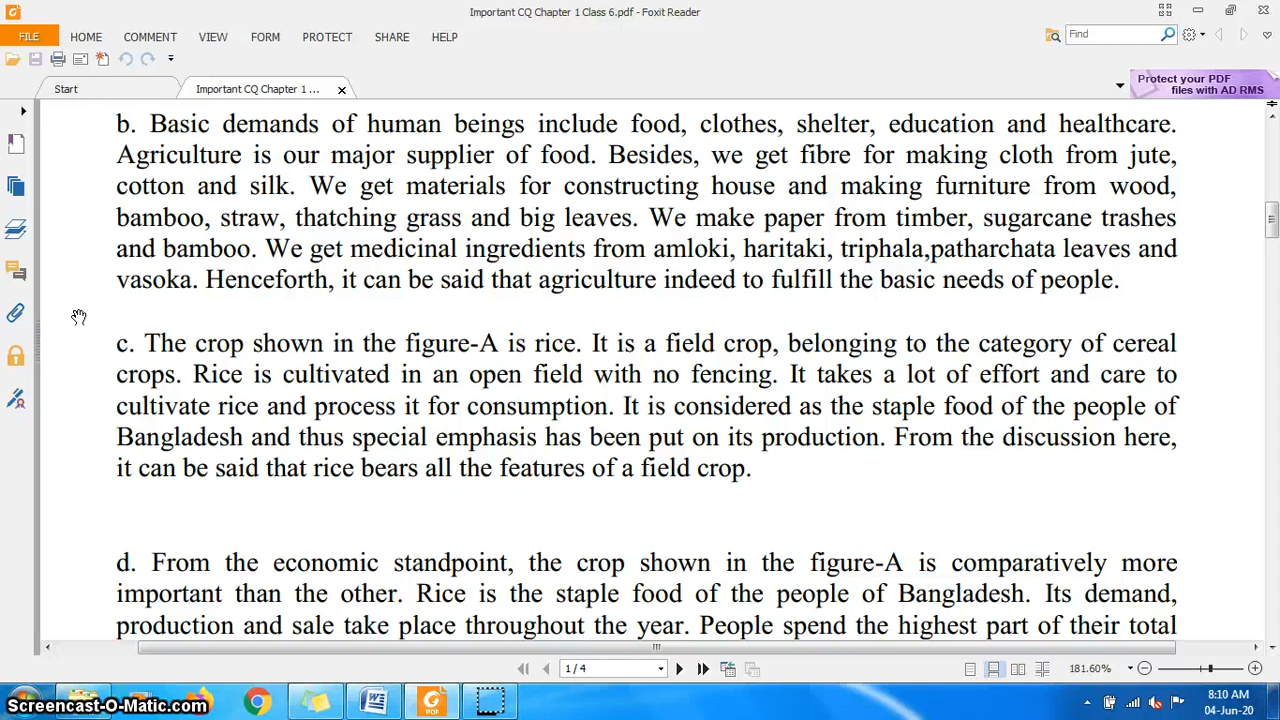 Important CQ Chapter 1 Class 6.pdf - Foxit Reader
FILE HOME COMMENT VIEW FORM PROTECT SHARE HELP
Find
Start Important CQ Chapter 1 ...
Protect your PDF
files with AD RMS
b. Basic demands of human beings include food, clothes, shelter, education and healthcare.
Agriculture is our major supplier of food. Besides, we get fibre for making cloth from jute,
cotton and silk. We get materials for constructing house and making furniture from wood,
bamboo, straw, thatching grass and big leaves. We make paper from timber, sugarcane trashes
and bamboo. We get medicinal ingredients from amloki, haritaki, triphala,patharchata leaves and
vasoka. Henceforth, it can be said that agriculture indeed to fulfill the basic needs of people.
c. The crop shown in the figure-A is rice. It is a field crop, belonging to the category of cereal
crops. Rice is cultivated in an open field with no fencing. It takes a lot of effort and care to
cultivate rice and process it for consumption. It is considered as the staple food of the people of
Bangladesh and thus special emphasis has been put on its production. From the discussion here,
it can be said that rice bears all the features of a field crop.
d. From the economic standpoint, the crop shown in the figure-A is comparatively more
important than the other. Rice is the staple food of the people of Bangladesh. Its demand,
production and sale take place throughout the year. People spend the highest part of their total
1 / 4
181.60%
PDF
8:10 AM
04-Jun-20
Screencast-O-Matic.com